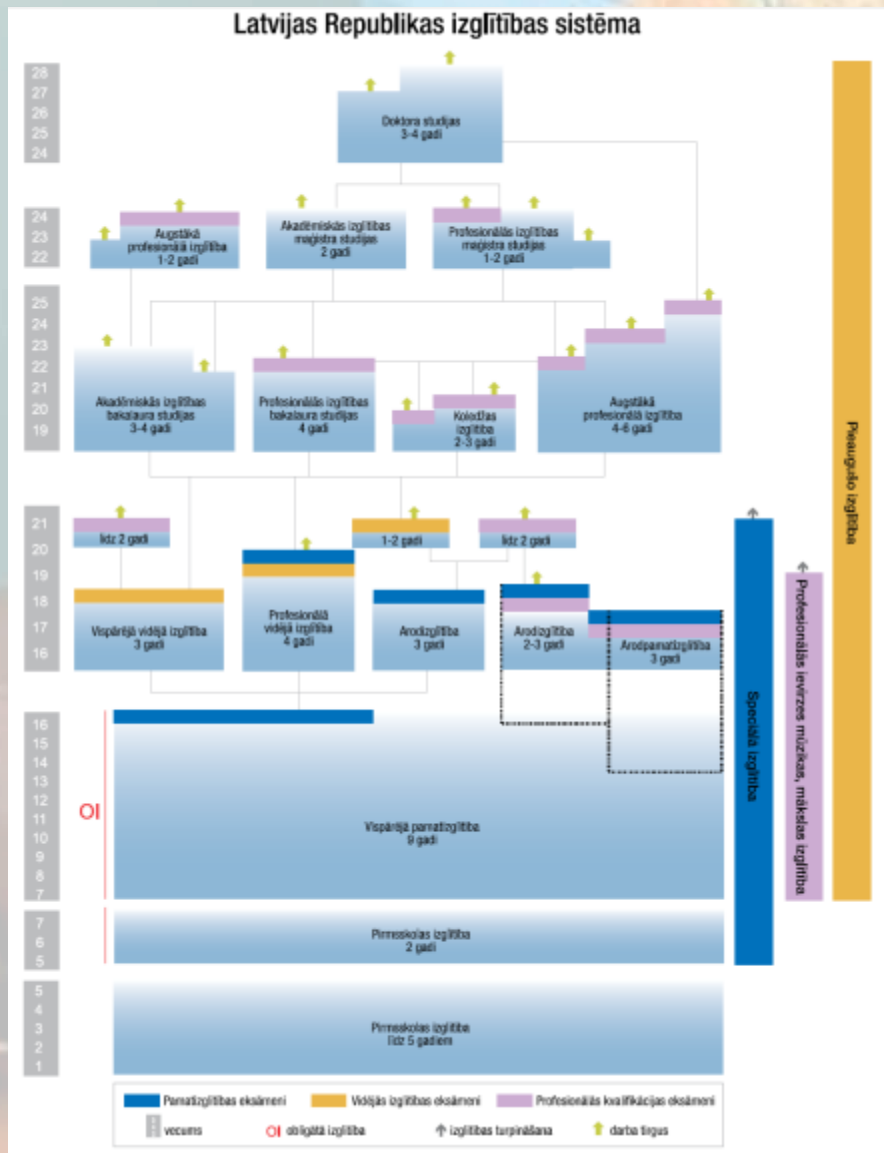 Latvijas Republikas izglītības sistēma
28
27
26
25
24
Doktora studijas
3-4 gadi
24
23
22
Augstākā
profesionālā izglītība
1-2 gadi
Akadēmiskās izglītības
maģistra studijas
2 gadi
Profesionālās izglītības
maģistra studijas
1-2 gadi
25
24
23
22
21
20
19
Akadēmiskās izglītības
bakalaura studijas
3-4 gadi
Profesionālās izglītības
bakalaura studijas
4 gadi
Koledžas
izglītība
2-3 gadi
Augstākā
profesionālā izglītība
4-6 gadi
21
20
19
18
17
16
līdz 2 gadi
1-2 gadi
līdz 2 gadi
Vispārējā vidējā izglītība
3 gadi
Profesionālā
vidējā izglītība
4 gadi
Arodizglītība
3 gadi
Arodizglītība
2-3 gadi
Arodpamatizglītība
3 gadi
16
15
14
13
12
11
10
9
8
7
OI
Vispārējā pamatizglītība
9 gadi
7
6
5
Pirmsskolas izglītība
2 gadi
5
4
3
2
1
Pirmsskolas izglītība
līdz 5 gadiem
Speciālā izglītība
Profesionālās ievirzes mūzikas, mākslas izglītība
Pieaugušo izglītība
Pamatizglītības eksāmeni
Vidējās izglītības eksāmeni
Profesionālās kvalifikācijas eksāmeni
vecums
OI obligātā izglītība
izglītības turpināšana
darba tirgus